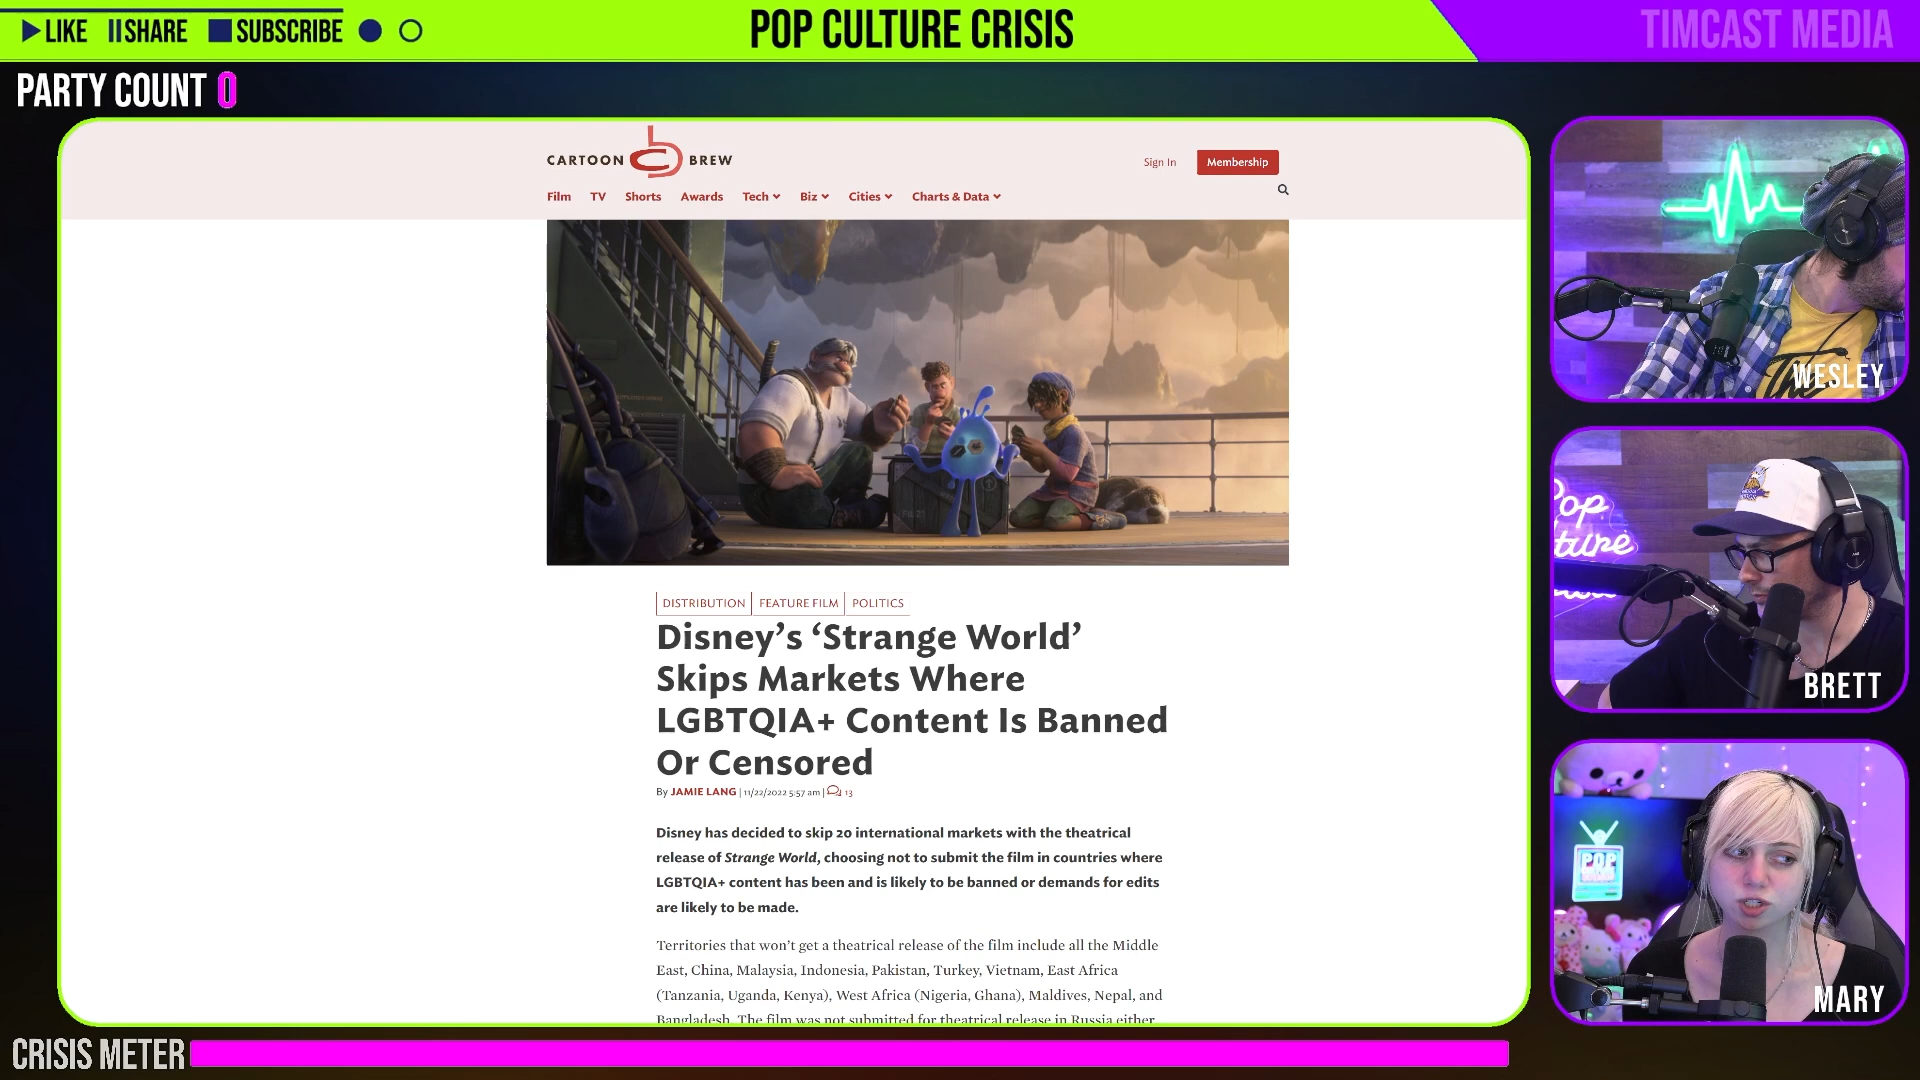 LIKE SHARE SUBSCRIBE
POP CULTURE CRISIS
TIMCAST MEDIA
PARTY COUNT 0
CARTOON BREW
Sign In Membership
Film TV Shorts Awards Tech Biz Cities Charts & Data
DISTRIBUTION FEATURE FILM POLITICS
Disney’s ‘Strange World’
Skips Markets Where
LGBTQIA+ Content Is Banned
Or Censored
By JAMIE LANG | 11/22/2022 5:57 am | 13
Disney has decided to skip 20 international markets with the theatrical
release of Strange World, choosing not to submit the film in countries where
LGBTQIA+ content has been and is likely to be banned or demands for edits
are likely to be made.
Territories that won’t get a theatrical release of the film include all the Middle
East, China, Malaysia, Indonesia, Pakistan, Turkey, Vietnam, East Africa
(Tanzania, Uganda, Kenya), West Africa (Nigeria, Ghana), Maldives, Nepal, and
Bangladesh. The film was not submitted for theatrical release in Russia either.
The
WESLEY
Pop
ture
BRETT
POP
MARY
CRISIS METER